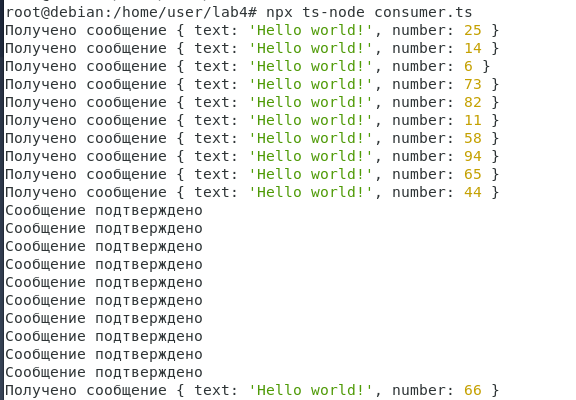 root@debian:/home/user/lab4# npx ts-node consumer.ts
Получено сообщение { text: 'Hello world!', number: 25 }
Получено сообщение { text: 'Hello world!', number: 14 }
Получено сообщение { text: 'Hello world!', number: 6 }
Получено сообщение { text: 'Hello world!', number: 73 }
Получено сообщение { text: 'Hello world!', number: 82 }
Получено сообщение { text: 'Hello world!', number: 11 }
Получено сообщение { text: 'Hello world!', number: 58 }
Получено сообщение { text: 'Hello world!', number: 94 }
Получено сообщение { text: 'Hello world!', number: 65 }
Получено сообщение { text: 'Hello world!', number: 44 }
Сообщение подтверждено
Сообщение подтверждено
Сообщение подтверждено
Сообщение подтверждено
Сообщение подтверждено
Сообщение подтверждено
Сообщение подтверждено
Сообщение подтверждено
Сообщение подтверждено
Сообщение подтверждено
Получено сообщение { text: 'Hello world!', number: 66 }